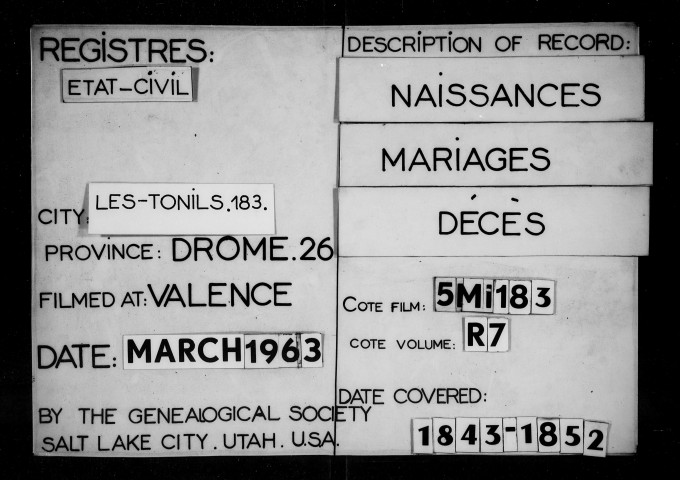 REGISTRES:
ETAT-CIVIL
CITY: LES-TONILS.183.
PROVINCE: DROME.26
FILMED AT: VALENCE
DATE: MARCH 1963
BY THE GENEALOGICAL SOCIETY
SALT LAKE CITY. UTAH. U.S.A.
DESCRIPTION OF RECORD:
NAISSANCES
MARIAGES
DÉCÈS
COTE FILM: 5Mi183
COTE VOLUME: R7
DATE COVERED:
1843-1852